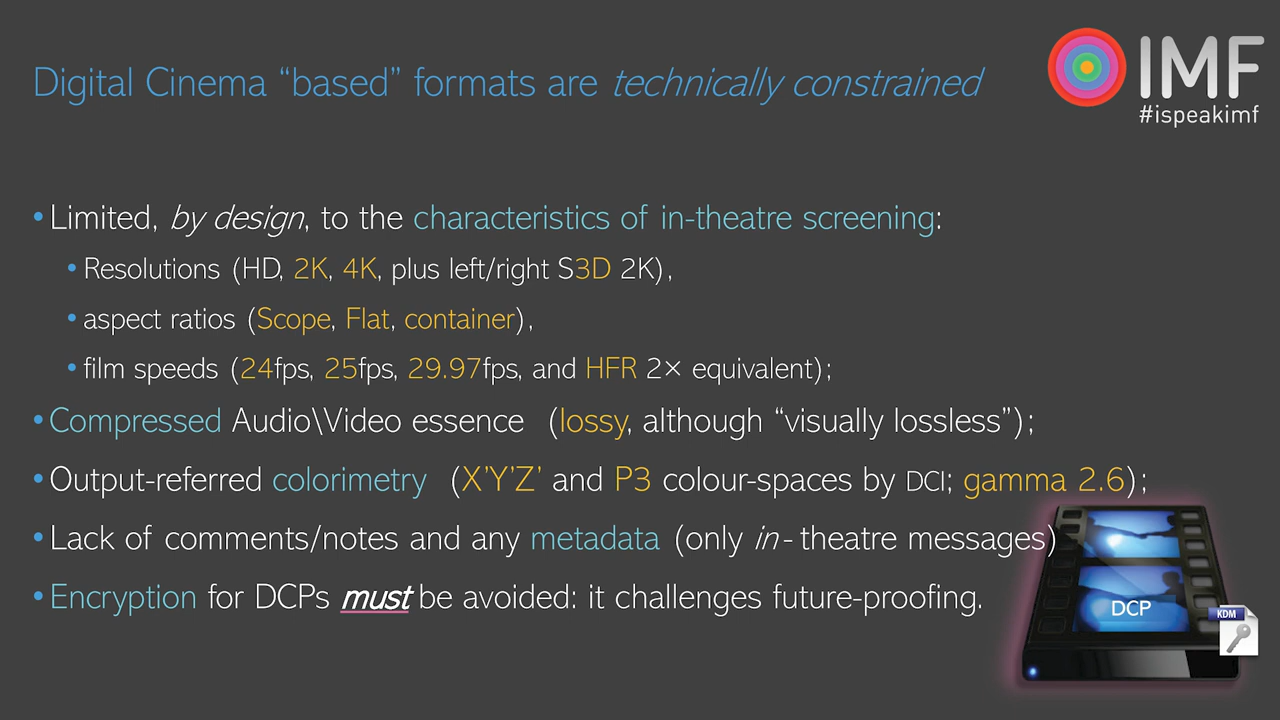 Digital Cinema “based” formats are technically constrained
IMF
#ispeakimf
• Limited, by design, to the characteristics of in-theatre screening:
• Resolutions (HD, 2K, 4K, plus left/right S3D 2K),
• aspect ratios (Scope, Flat, container),
• film speeds (24fps, 25fps, 29.97fps, and HFR 2× equivalent);
• Compressed Audio\Video essence (lossy, although “visually lossless”);
• Output-referred colorimetry (X’Y’Z’ and P3 colour-spaces by DCI; gamma 2.6);
• Lack of comments/notes and any metadata (only in-theatre messages)
• Encryption for DCPs must be avoided: it challenges future-proofing.
DCP
KDM